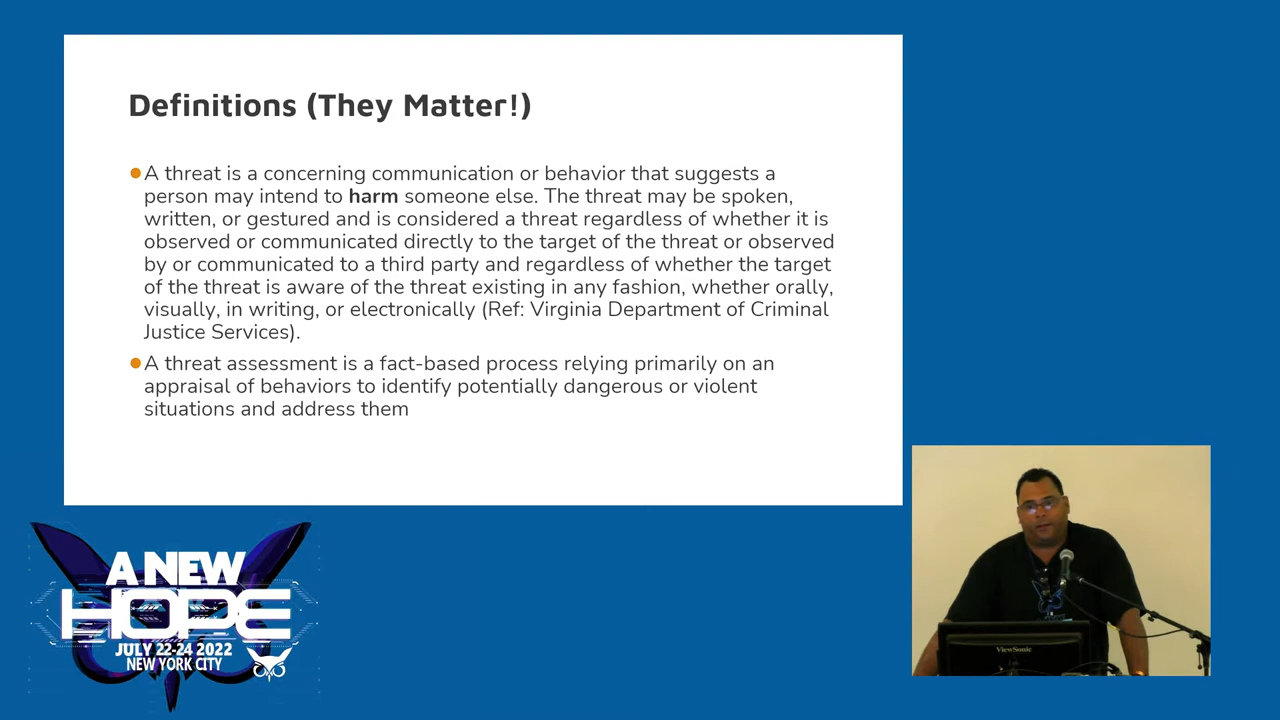 Definitions (They Matter!)
A threat is a concerning communication or behavior that suggests a
person may intend to harm someone else. The threat may be spoken,
written, or gestured and is considered a threat regardless of whether it is
observed or communicated directly to the target of the threat or observed
by or communicated to a third party and regardless of whether the target
of the threat is aware of the threat existing in any fashion, whether orally,
visually, in writing, or electronically (Ref: Virginia Department of Criminal
Justice Services).
A threat assessment is a fact-based process relying primarily on an
appraisal of behaviors to identify potentially dangerous or violent
situations and address them
A NEW
HOPE
JULY 22-24 2022
NEW YORK CITY
ViewSonic